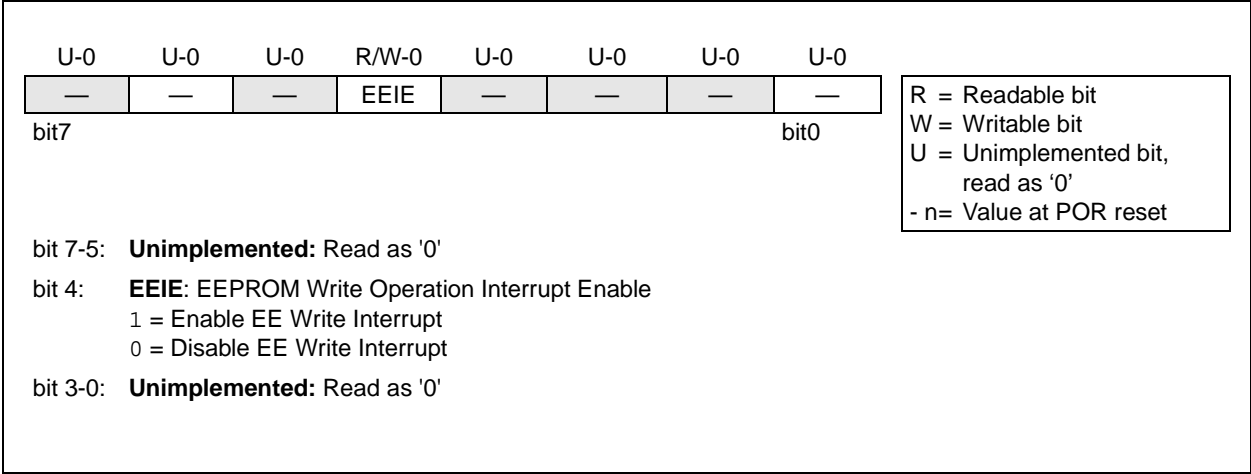 U-0 U-0 U-0 R/W-0 U-0 U-0 U-0 U-0
— — — EEIE — — — —
bit7 bit0
R = Readable bit
W = Writable bit
U = Unimplemented bit,
read as ‘0’
- n= Value at POR reset
bit 7-5: Unimplemented: Read as '0'
bit 4: EEIE: EEPROM Write Operation Interrupt Enable
1 = Enable EE Write Interrupt
0 = Disable EE Write Interrupt
bit 3-0: Unimplemented: Read as '0'